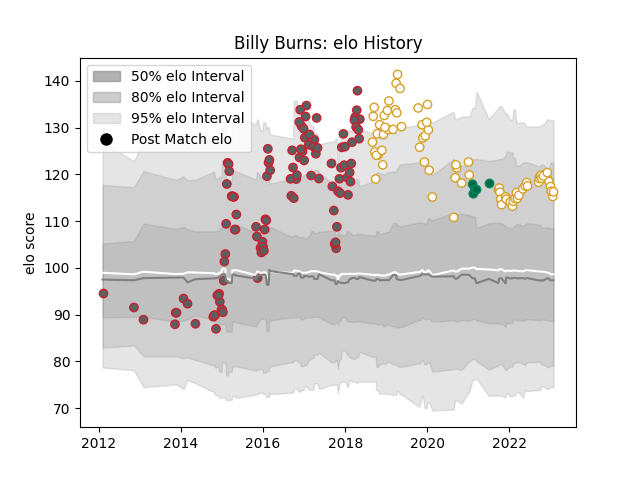 Billy Burns: elo History
50% elo Interval
80% elo Interval
95% elo Interval
Post Match elo
elo score
140
130
120
110
100
90
80
70
2012 2014 2016 2018 2020 2022